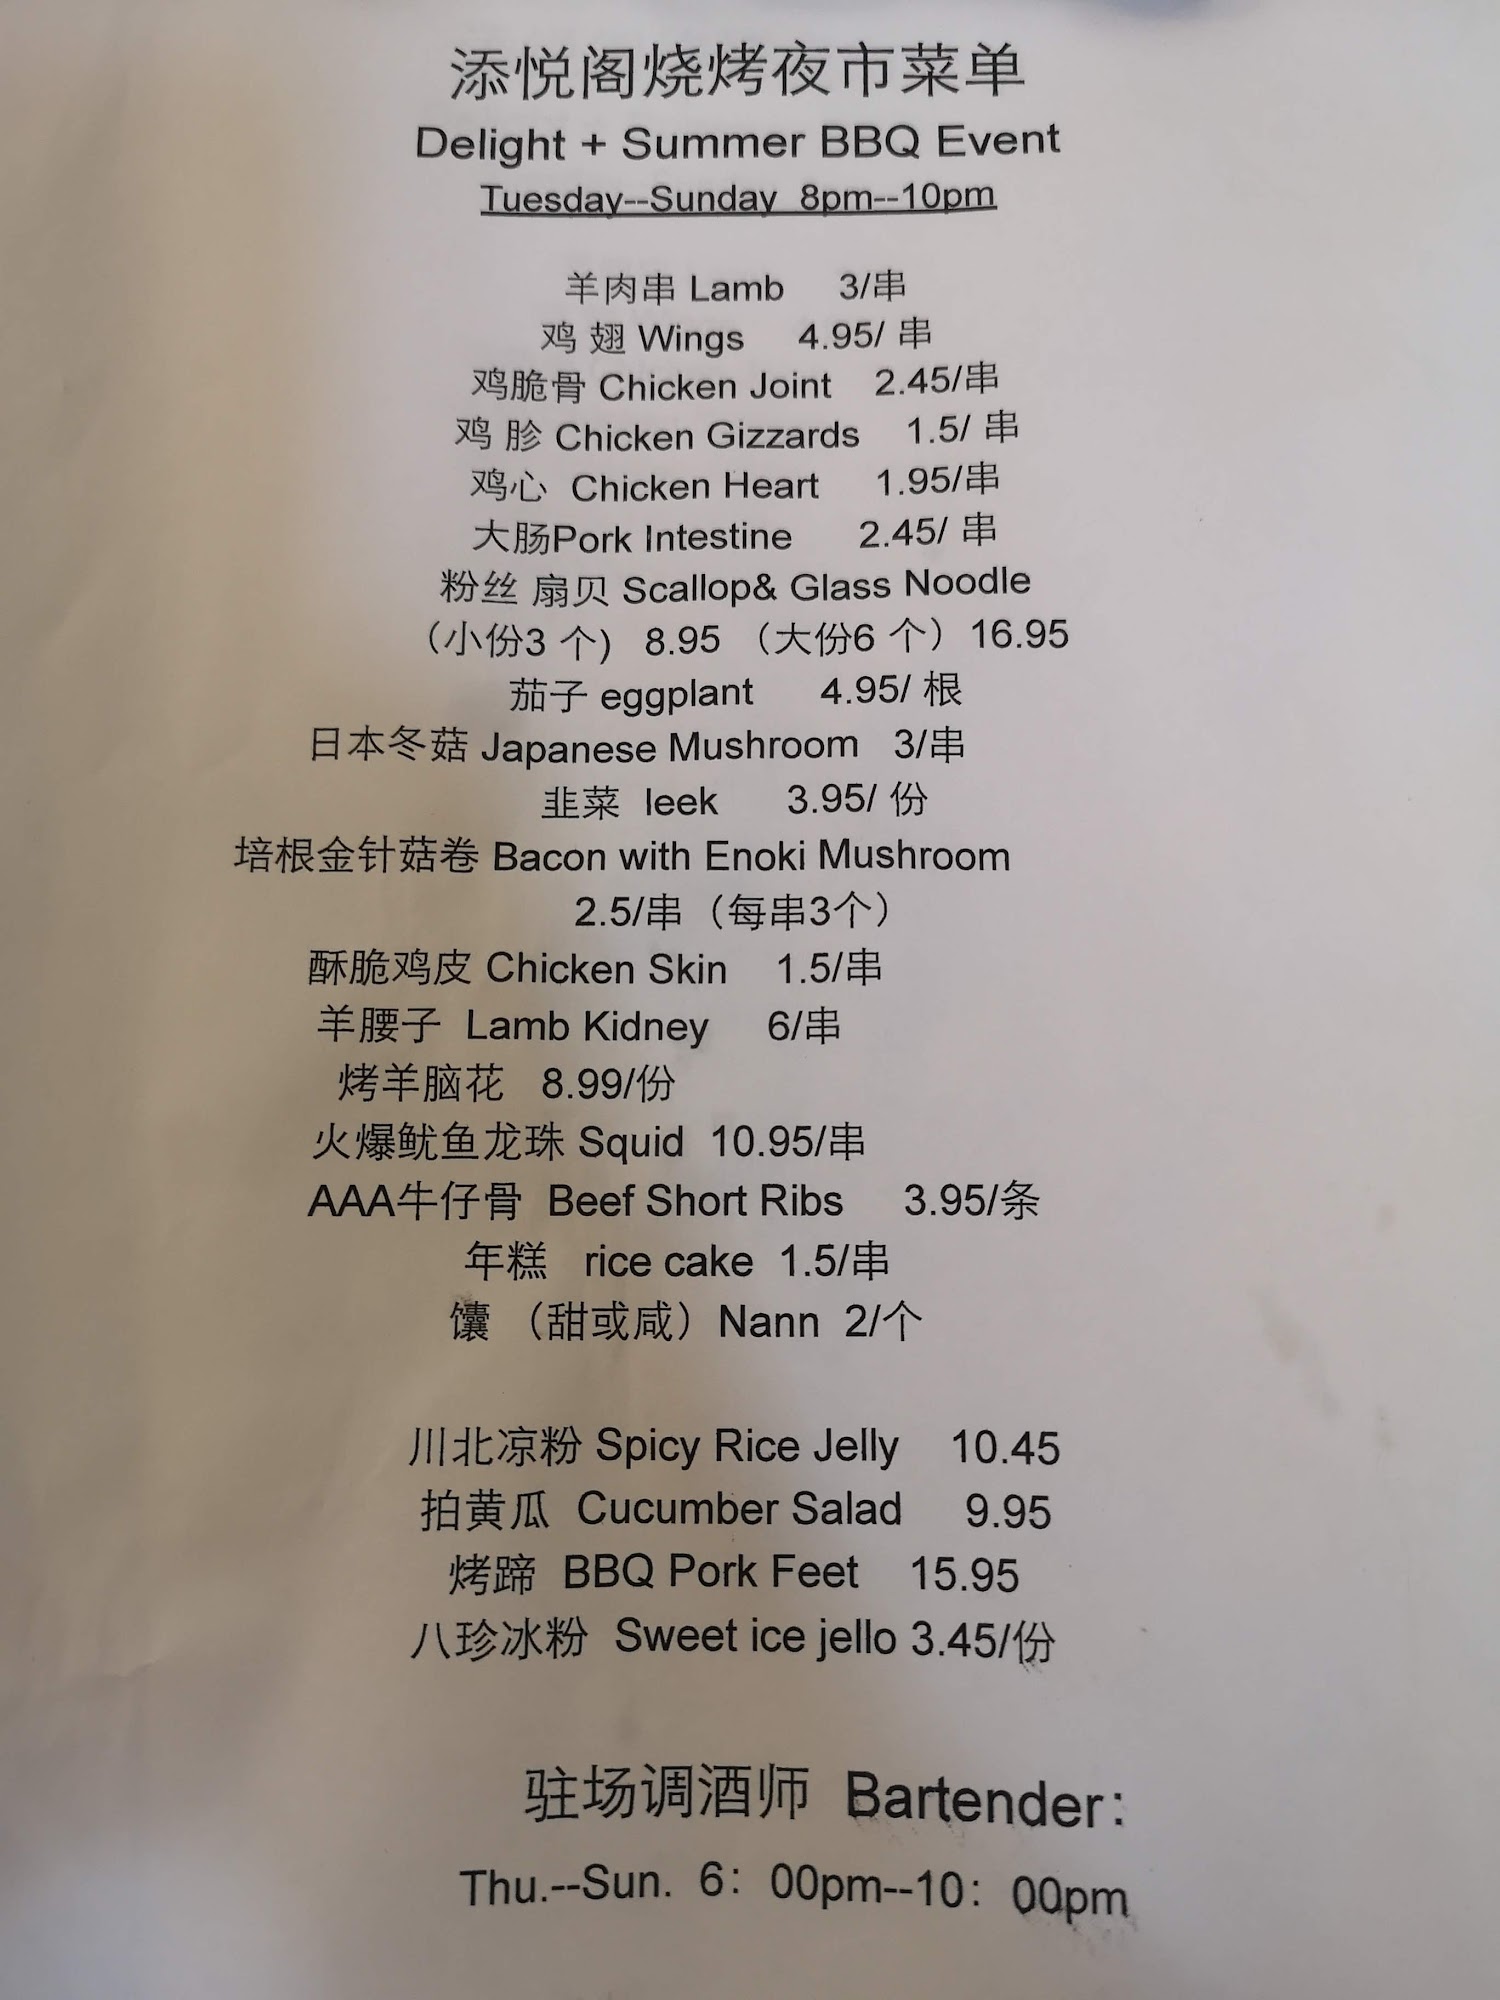 添悦阁烧烤夜市菜单
Delight + Summer BBQ Event
Tuesday--Sunday 8pm--10pm
羊肉串 Lamb 3/串
鸡 翅 Wings 4.95/ 串
鸡脆骨 Chicken Joint 2.45/串
鸡 胗 Chicken Gizzards 1.5/ 串
鸡心 Chicken Heart 1.95/串
大肠Pork Intestine 2.45/ 串
粉丝 扇贝 Scallop& Glass Noodle
（小份3 个） 8.95 （大份6 个）16.95
茄子 eggplant 4.95/ 根
日本冬菇 Japanese Mushroom 3/串
韭菜 leek 3.95/ 份
培根金针菇卷 Bacon with Enoki Mushroom
2.5/串（每串3个）
酥脆鸡皮 Chicken Skin 1.5/串
羊腰子 Lamb Kidney 6/串
烤羊脑花 8.99/份
火爆鱿鱼龙珠 Squid 10.95/串
AAA牛仔骨 Beef Short Ribs 3.95/条
年糕 rice cake 1.5/串
馕 （甜或咸）Nann 2/个
川北凉粉 Spicy Rice Jelly 10.45
拍黄瓜 Cucumber Salad 9.95
烤蹄 BBQ Pork Feet 15.95
八珍冰粉 Sweet ice jello 3.45/份
驻场调酒师 Bartender：
Thu.--Sun. 6：00pm--10：00pm